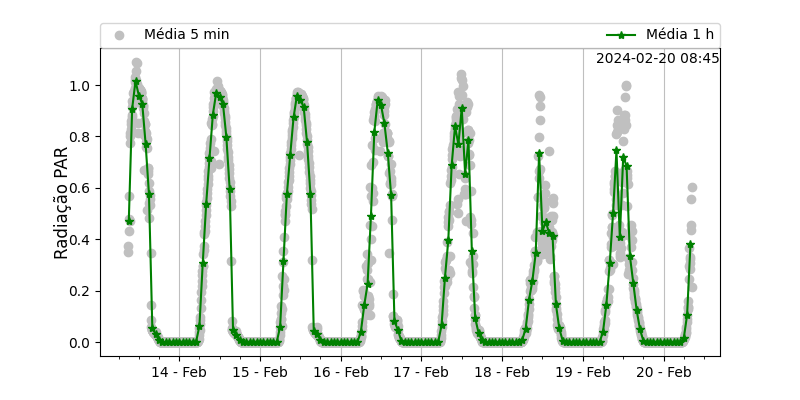 Média 5 min
Média 1 h
2024-02-20 08:45
Radiação PAR
1.0
0.8
0.6
0.4
0.2
0.0
14 - Feb
15 - Feb
16 - Feb
17 - Feb
18 - Feb
19 - Feb
20 - Feb